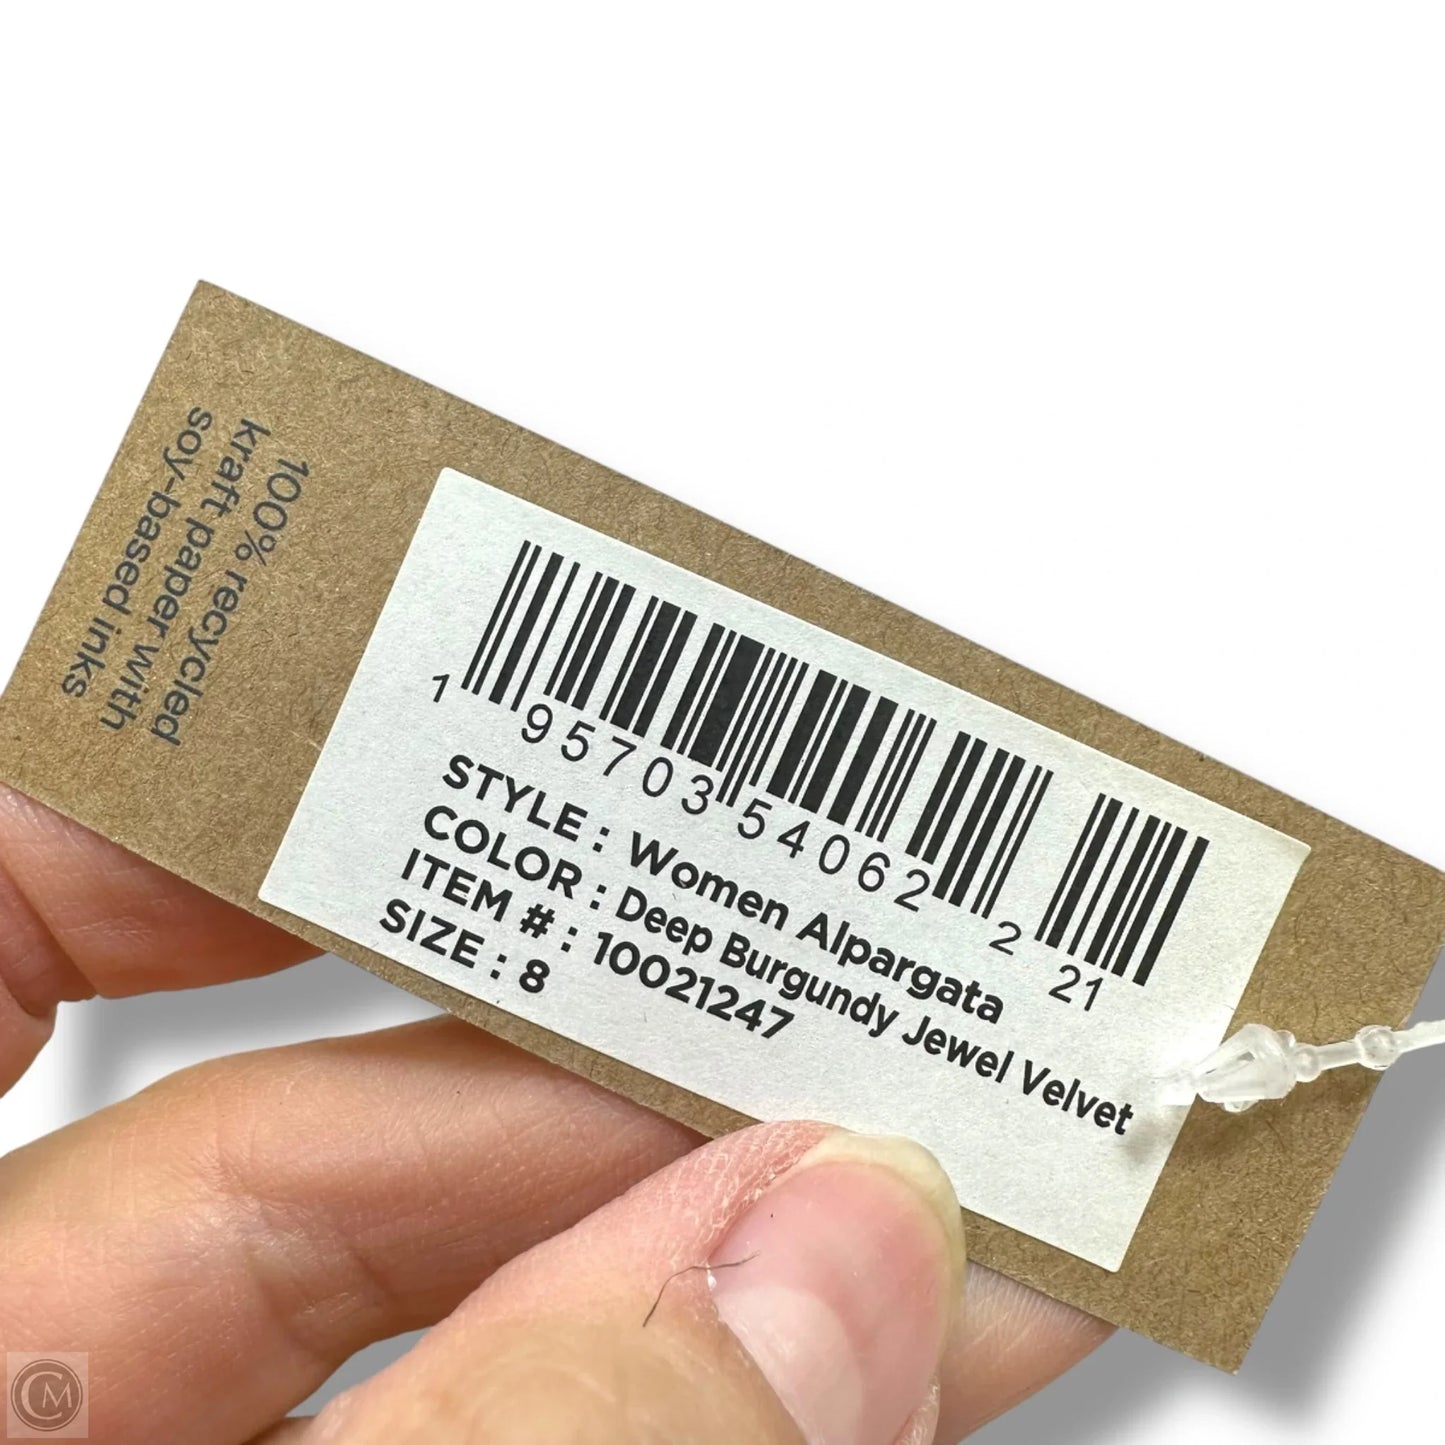 100% recycled
kraft paper with
soy-based inks
1 95703 54062 2 21
STYLE : Women Alpargata
COLOR : Deep Burgundy Jewel Velvet
ITEM # : 10021247
SIZE : 8
CM